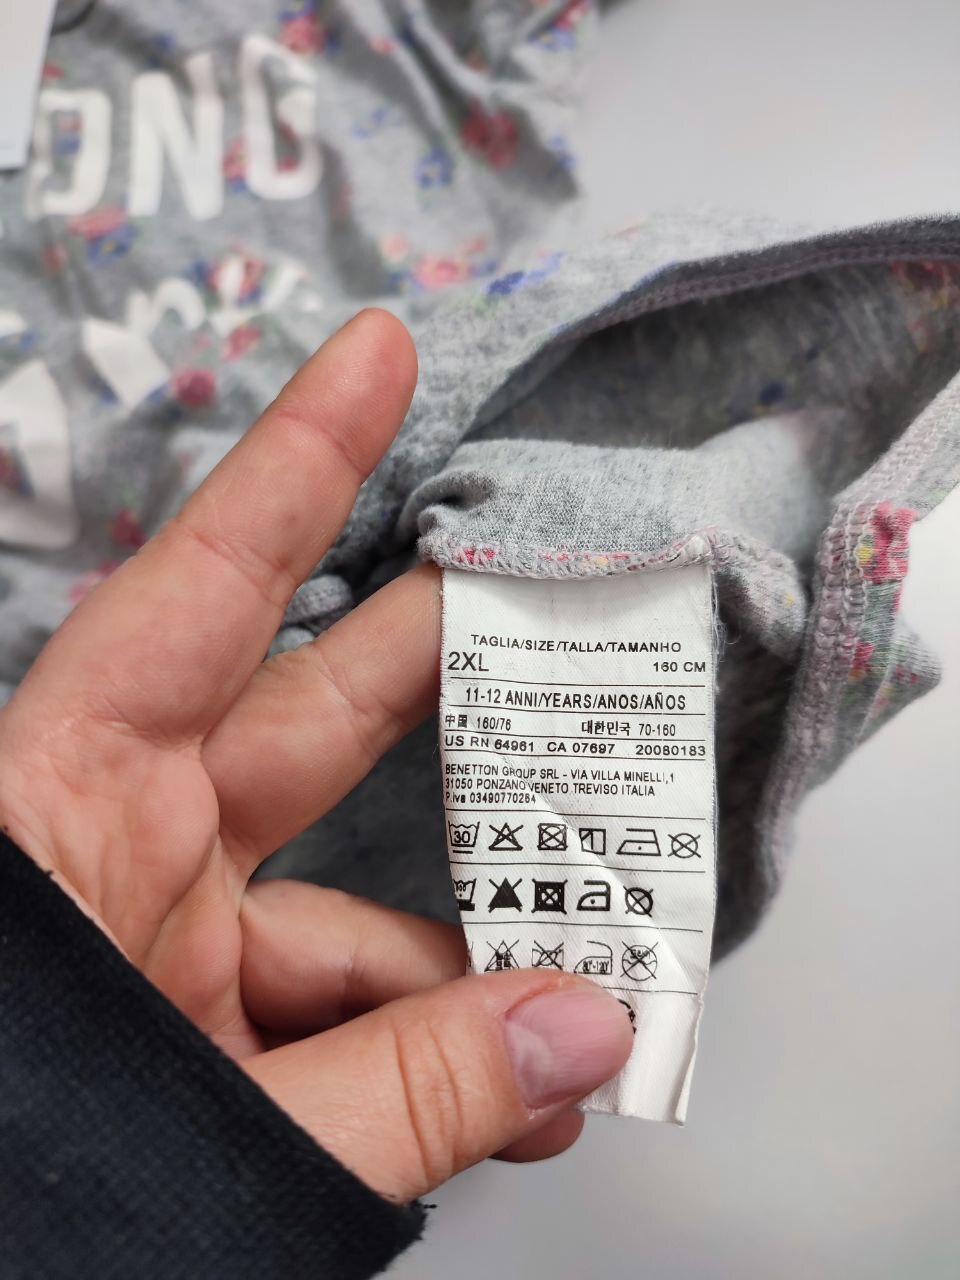 ONG
TAGLIA/SIZE/TALLA/TAMANHO
2XL 160 CM
11-12 ANNI/YEARS/ANOS/AÑOS
中国 160/76 대한민국 70-160
US RN 64961 CA 07697 20080183
BENETTON GROUP SRL - VIA VILLA MINELLI,1
31050 PONZANO VENETO TREVISO ITALIA
P.iva 03490770264
30